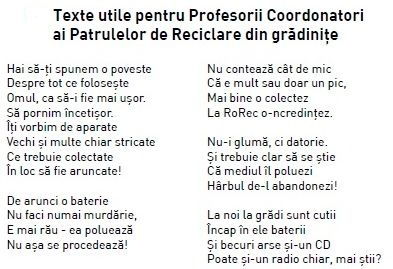 Texte utile pentru Profesorii Coordonatori
ai Patrulelor de Reciclare din grădinițe
Hai să-ți spunem o poveste
Despre tot ce folosește
Omul, ca să-i fie mai ușor.
Să pornim încetișor.
Îți vorbim de aparate
Vechi și multe chiar stricate
Ce trebuie colectate
În loc să fie aruncate!
De arunci o baterie
Nu faci numai murdărie,
E mai rău - ea poluează
Nu așa se procedează!
Nu contează cât de mic
Că e mult sau doar un pic,
Mai bine o colectez
La RoRec o-ncredințez.
Nu-i glumă, ci datorie.
Și trebuie clar să se știe
Că mediul îl poluezi
Hârbul de-l abandonezi!
La noi la grădi sunt cutii
Încap în ele baterii
Și becuri arse și-un CD
Poate și-un radio chiar, mai știi?